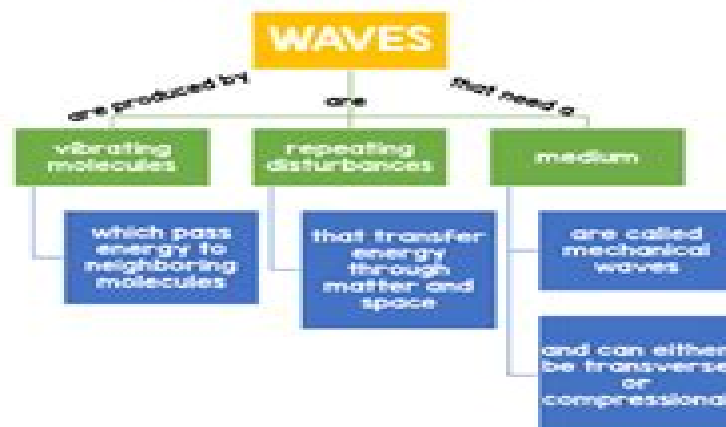 WAVES
are produced by
are
that need a
vibrating
molecules
repeating
disturbances
medium
which pass
energy to
neighboring
molecules
that transfer
energy
through
matter and
space
are called
mechanical
waves
and can either
be transverse
or
compressional